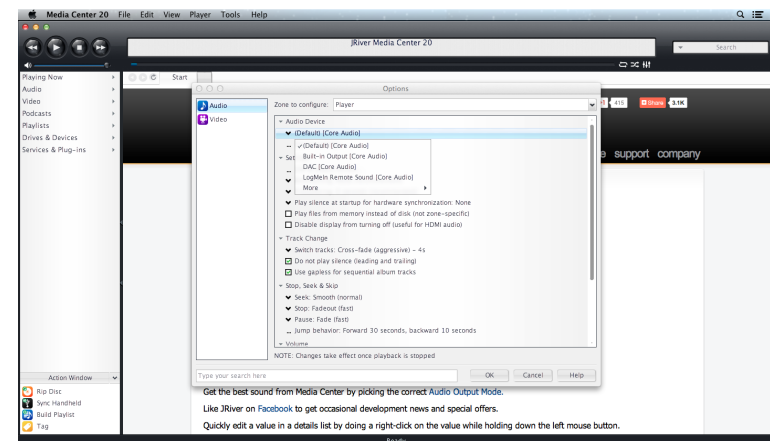 Media Center 20 File Edit View Player Tools Help
JRiver Media Center 20
Search
Playing Now
Audio
Video
Podcasts
Playlists
Drives & Devices
Services & Plug-ins
Start
Options
Audio
Video
Zone to configure: Player
Audio Device
(Default) [Core Audio]
(Default) [Core Audio]
Built-in Output [Core Audio]
DAC [Core Audio]
LogMeIn Remote Sound [Core Audio]
More
Set
Play silence at startup for hardware synchronization: None
Play files from memory instead of disk (not zone-specific)
Disable display from turning off (useful for HDMI audio)
Track Change
Switch tracks: Cross-fade (aggressive) - 4s
Do not play silence (leading and trailing)
Use gapless for sequential album tracks
Stop, Seek & Skip
Seek: Smooth (normal)
Stop: Fadeout (fast)
Pause: Fade (fast)
Jump behavior: Forward 30 seconds, backward 10 seconds
Volume
NOTE: Changes take effect once playback is stopped
Type your search here
OK Cancel Help
415 Share 3.1K
e support company
Action Window
Rip Disc
Sync Handheld
Build Playlist
Tag
Get the best sound from Media Center by picking the correct Audio Output Mode.
Like JRiver on Facebook to get occasional development news and special offers.
Quickly edit a value in a details list by doing a right-click on the value while holding down the left mouse button.
Ready